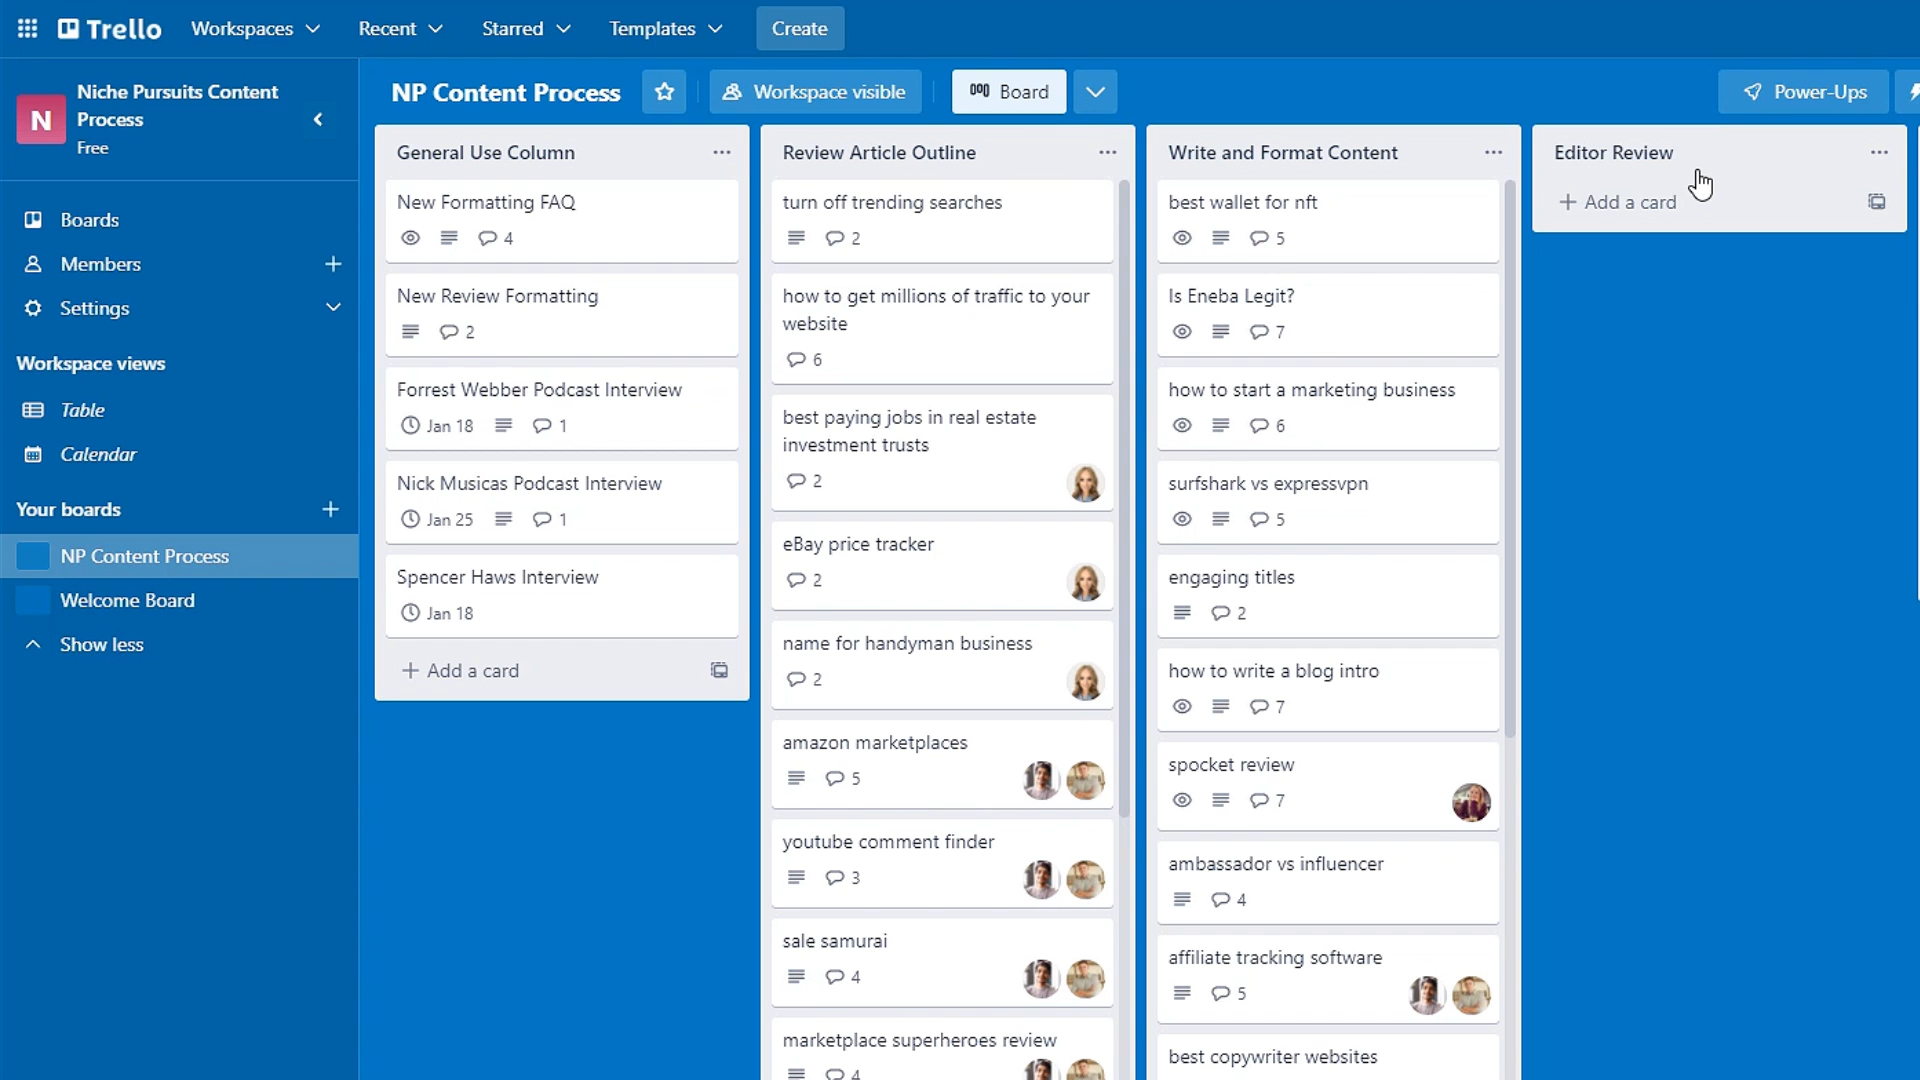 Trello
Workspaces
Recent
Starred
Templates
Create
Niche Pursuits Content
Process
Free
N
Boards
Members
Settings
Workspace views
Table
Calendar
Your boards
NP Content Process
Welcome Board
Show less
NP Content Process
Workspace visible
Board
Power-Ups
General Use Column
New Formatting FAQ
4
New Review Formatting
2
Forrest Webber Podcast Interview
Jan 18 1
Nick Musicas Podcast Interview
Jan 25 1
Spencer Haws Interview
Jan 18
Add a card
Review Article Outline
turn off trending searches
2
how to get millions of traffic to your
website
6
best paying jobs in real estate
investment trusts
2
eBay price tracker
2
name for handyman business
2
amazon marketplaces
5
youtube comment finder
3
sale samurai
4
marketplace superheroes review
4
Write and Format Content
best wallet for nft
5
Is Eneba Legit?
7
how to start a marketing business
6
surfshark vs expressvpn
5
engaging titles
2
how to write a blog intro
7
spocket review
7
ambassador vs influencer
4
affiliate tracking software
5
best copywriter websites
Editor Review
Add a card